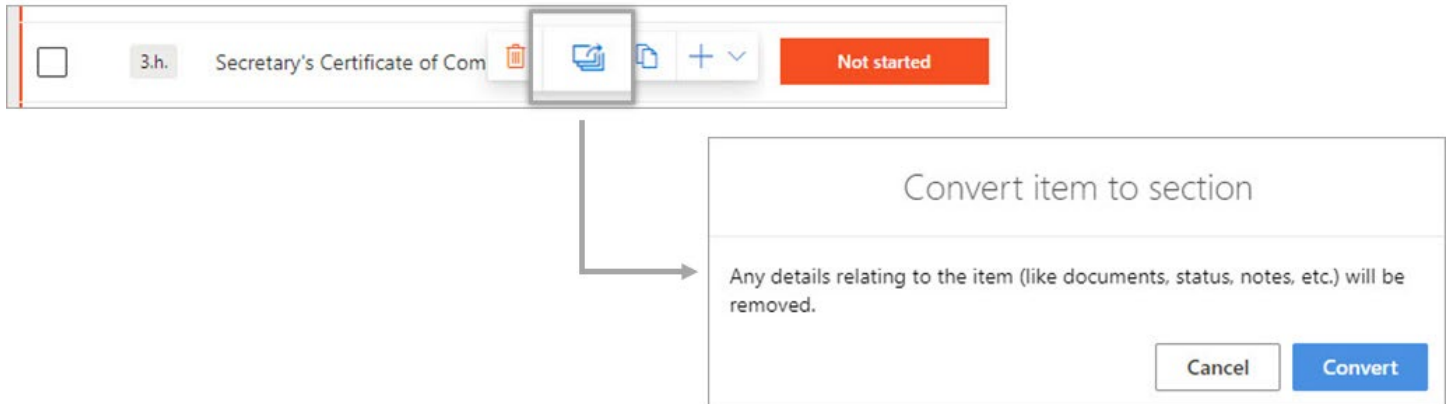 3.h. Secretary's Certificate of Com Not started
Convert item to section
Any details relating to the item (like documents, status, notes, etc.) will be
removed.
Cancel Convert